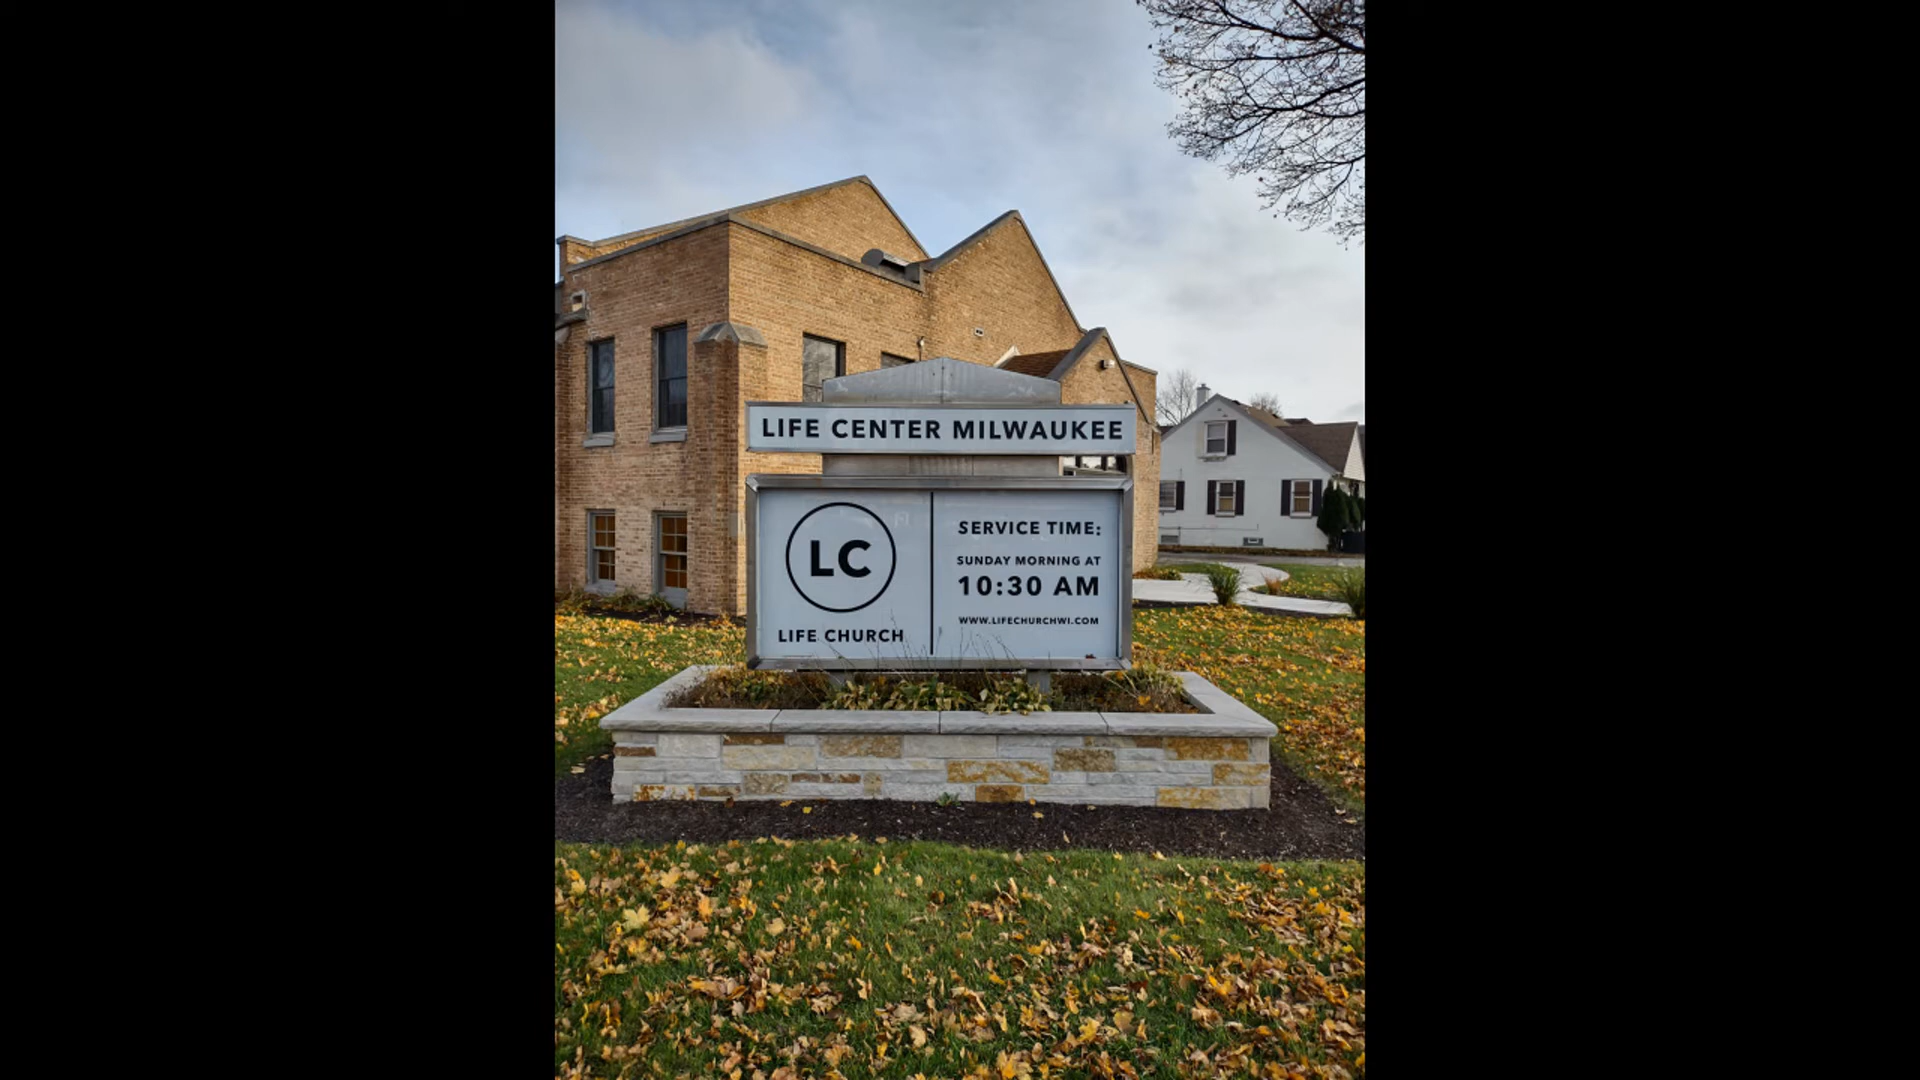 LIFE CENTER MILWAUKEE
LC
LIFE CHURCH
SERVICE TIME:
SUNDAY MORNING AT
10:30 AM
WWW.LIFECHURCHWI.COM